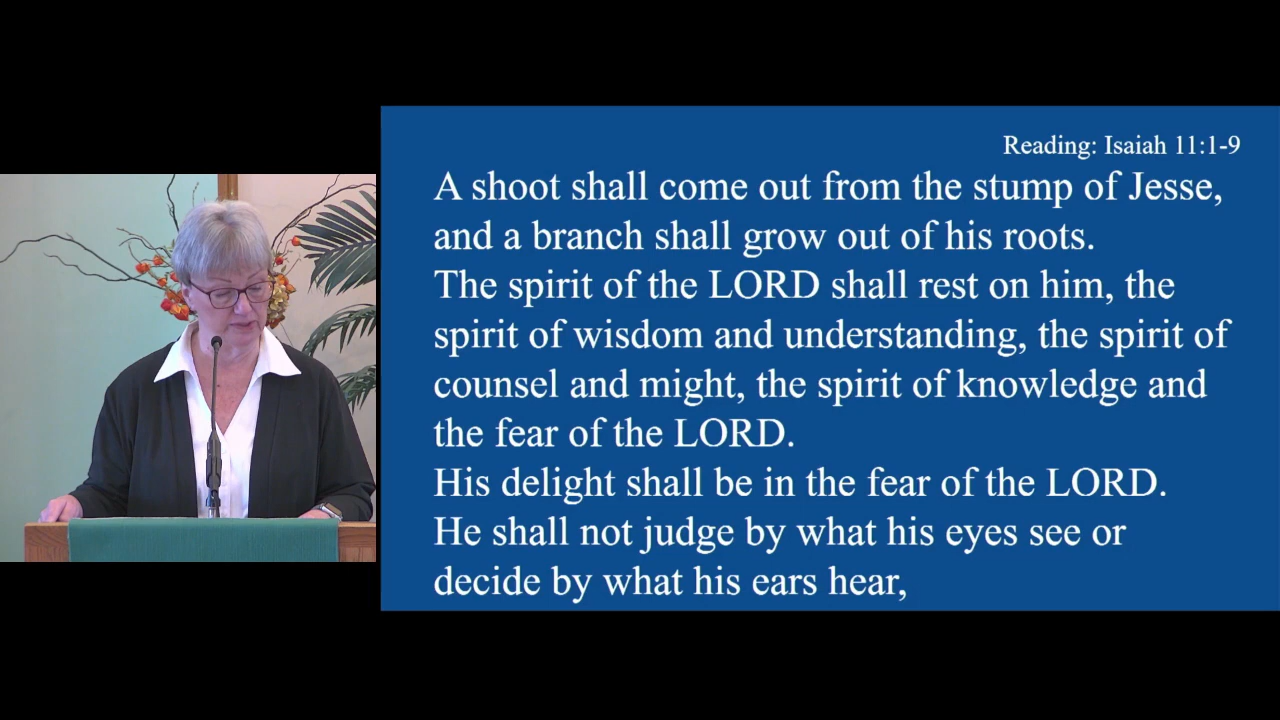 Reading: Isaiah 11:1-9
A shoot shall come out from the stump of Jesse,
and a branch shall grow out of his roots.
The spirit of the LORD shall rest on him, the
spirit of wisdom and understanding, the spirit of
counsel and might, the spirit of knowledge and
the fear of the LORD.
His delight shall be in the fear of the LORD.
He shall not judge by what his eyes see or
decide by what his ears hear,